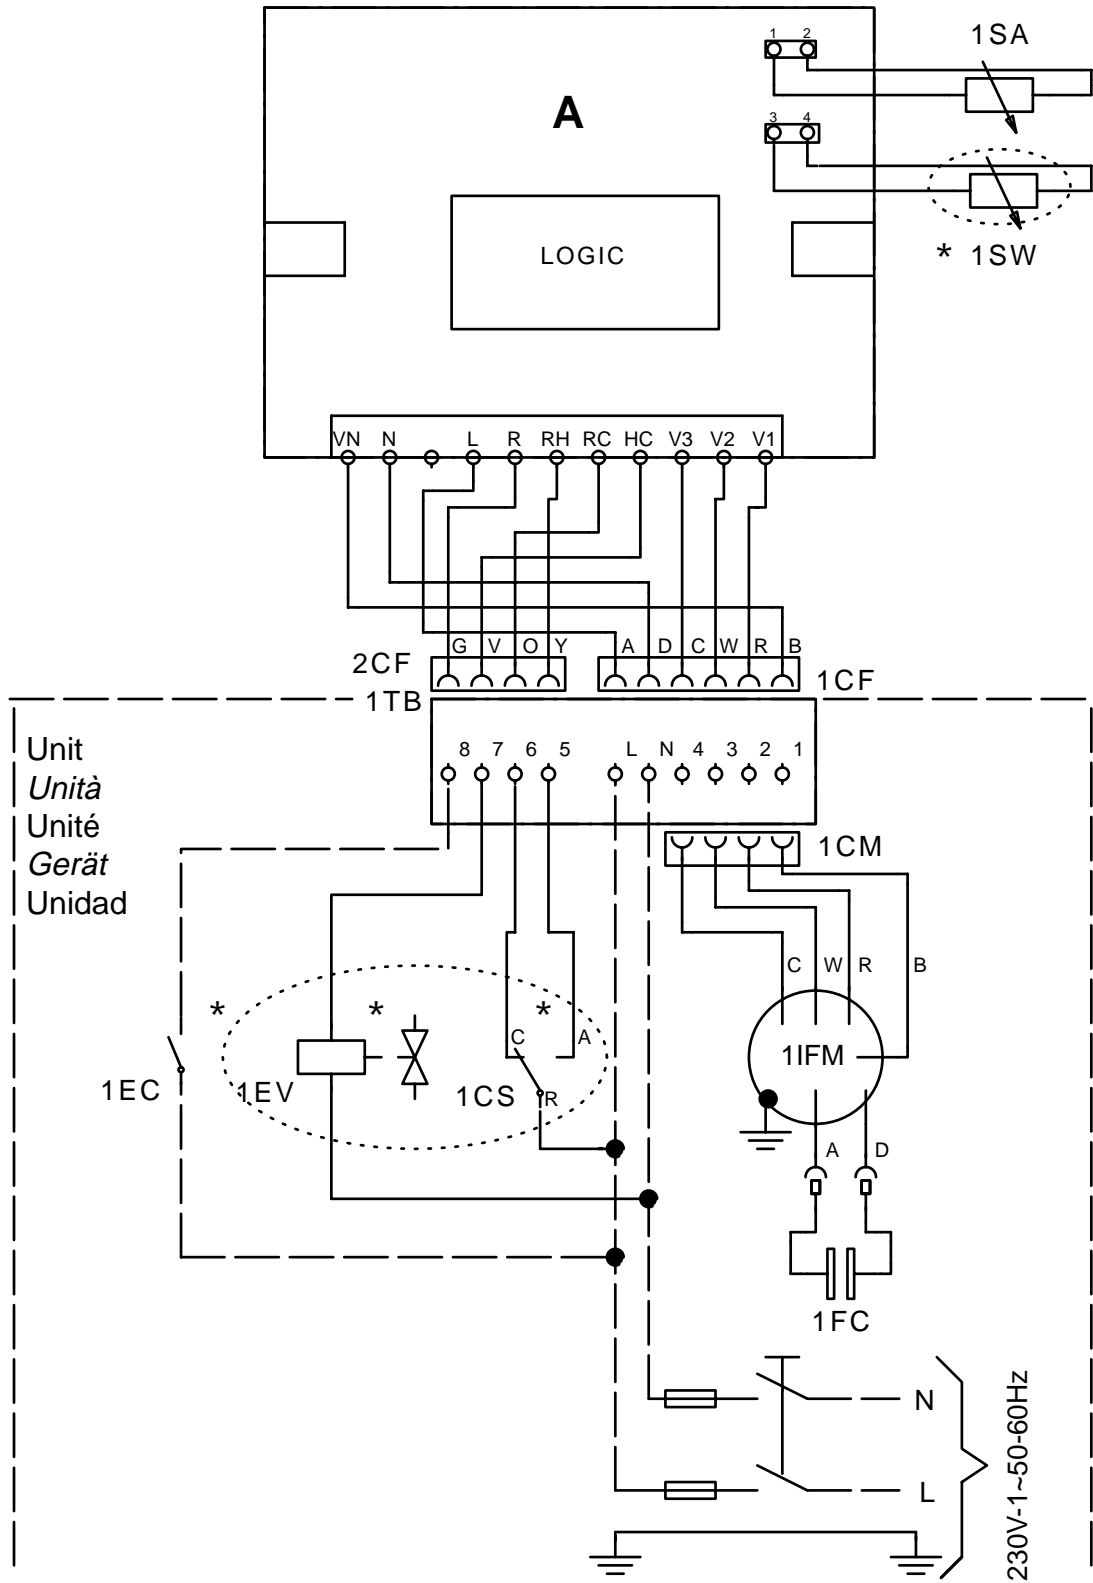 1 2
1SA
A
3 4
LOGIC
* 1SW
VN N L R RH RC HC V3 V2 V1
G V O Y A D C W R B
2CF
1CF
1TB
8 7 6 5 L N 4 3 2 1
Unit
Unità
Unité
Gerät
Unidad
1CM
C W R B
* * *
C A
1IFM
1EC 1EV 1CS R
A D
1FC
N
L
230V-1~50-60Hz